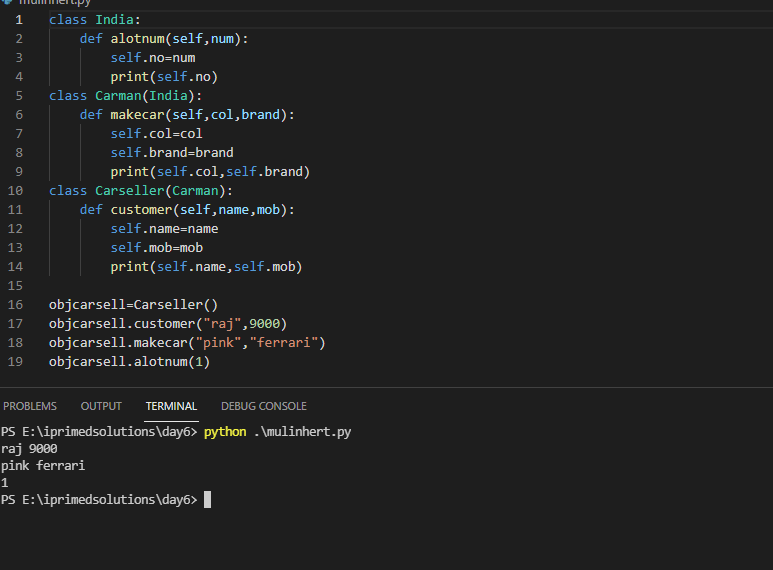 mulinhert.py
1 class India:
2     def alotnum(self,num):
3         self.no=num
4         print(self.no)
5 class Carman(India):
6     def makecar(self,col,brand):
7         self.col=col
8         self.brand=brand
9         print(self.col,self.brand)
10 class Carseller(Carman):
11     def customer(self,name,mob):
12         self.name=name
13         self.mob=mob
14         print(self.name,self.mob)
15
16 objcarsell=Carseller()
17 objcarsell.customer("raj",9000)
18 objcarsell.makecar("pink","ferrari")
19 objcarsell.alotnum(1)
PROBLEMS OUTPUT TERMINAL DEBUG CONSOLE
PS E:\iprimedsolutions\day6> python .\mulinhert.py
raj 9000
pink ferrari
1
PS E:\iprimedsolutions\day6>